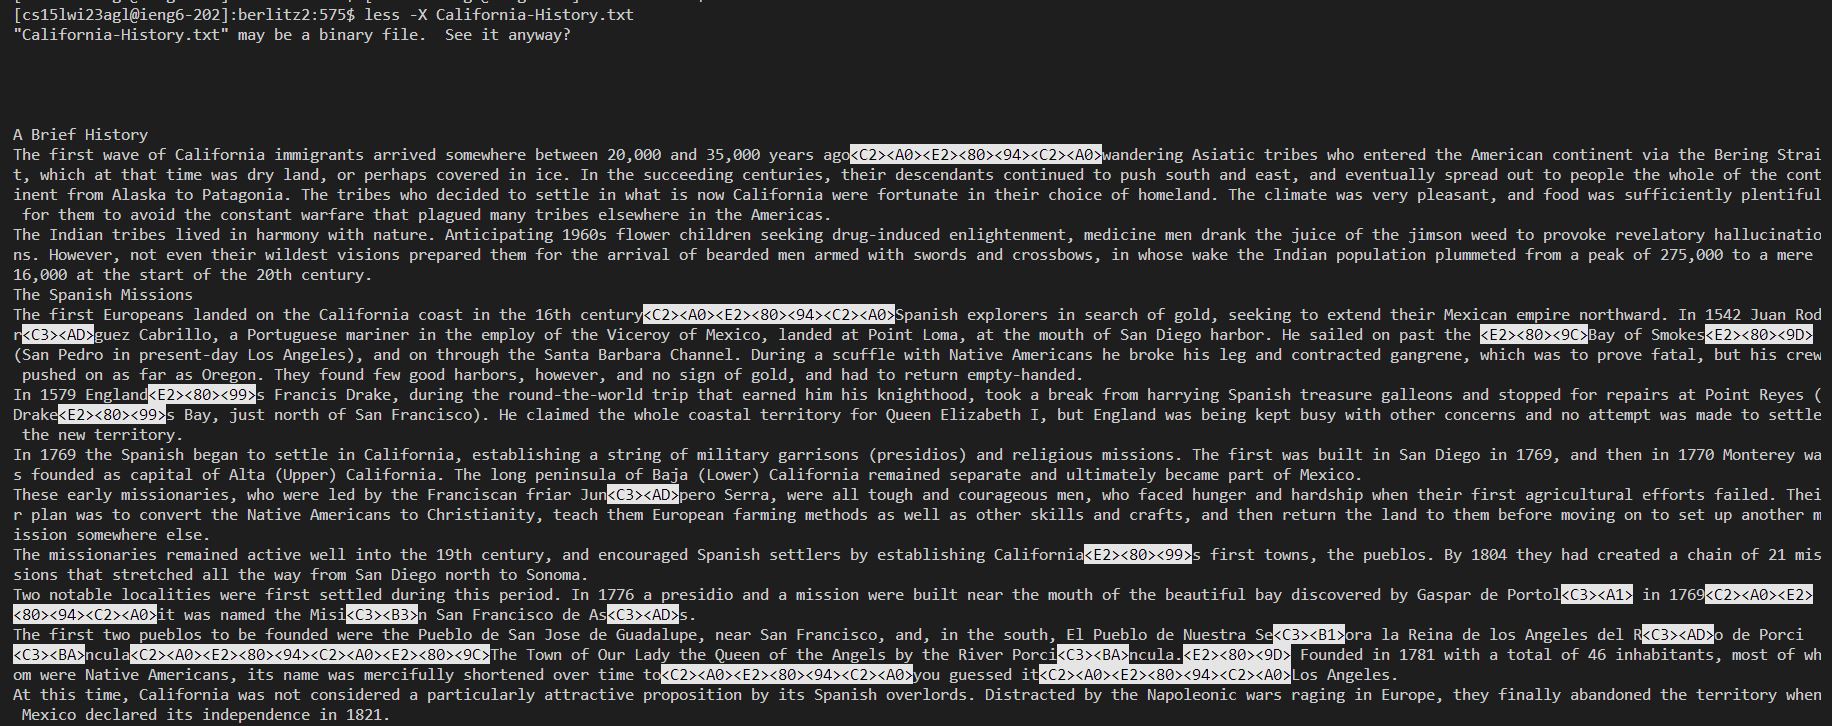 [cs15lwi23agl@ieng6-202]:berlitz2:575$ less -X California-History.txt
"California-History.txt" may be a binary file.  See it anyway?
A Brief History
The first wave of California immigrants arrived somewhere between 20,000 and 35,000 years ago<C2><A0><E2><80><94><C2><A0>wandering Asiatic tribes who entered the American continent via the Bering Strai
t, which at that time was dry land, or perhaps covered in ice. In the succeeding centuries, their descendants continued to push south and east, and eventually spread out to people the whole of the cont
inent from Alaska to Patagonia. The tribes who decided to settle in what is now California were fortunate in their choice of homeland. The climate was very pleasant, and food was sufficiently plentiful
 for them to avoid the constant warfare that plagued many tribes elsewhere in the Americas.
The Indian tribes lived in harmony with nature. Anticipating 1960s flower children seeking drug-induced enlightenment, medicine men drank the juice of the jimson weed to provoke revelatory hallucinatio
ns. However, not even their wildest visions prepared them for the arrival of bearded men armed with swords and crossbows, in whose wake the Indian population plummeted from a peak of 275,000 to a mere
16,000 at the start of the 20th century.
The Spanish Missions
The first Europeans landed on the California coast in the 16th century<C2><A0><E2><80><94><C2><A0>Spanish explorers in search of gold, seeking to extend their Mexican empire northward. In 1542 Juan Rod
r<C3><AD>guez Cabrillo, a Portuguese mariner in the employ of the Viceroy of Mexico, landed at Point Loma, at the mouth of San Diego harbor. He sailed on past the <E2><80><9C>Bay of Smokes<E2><80><9D>
(San Pedro in present-day Los Angeles), and on through the Santa Barbara Channel. During a scuffle with Native Americans he broke his leg and contracted gangrene, which was to prove fatal, but his crew
 pushed on as far as Oregon. They found few good harbors, however, and no sign of gold, and had to return empty-handed.
In 1579 England<E2><80><99>s Francis Drake, during the round-the-world trip that earned him his knighthood, took a break from harrying Spanish treasure galleons and stopped for repairs at Point Reyes (
Drake<E2><80><99>s Bay, just north of San Francisco). He claimed the whole coastal territory for Queen Elizabeth I, but England was being kept busy with other concerns and no attempt was made to settle
 the new territory.
In 1769 the Spanish began to settle in California, establishing a string of military garrisons (presidios) and religious missions. The first was built in San Diego in 1769, and then in 1770 Monterey wa
s founded as capital of Alta (Upper) California. The long peninsula of Baja (Lower) California remained separate and ultimately became part of Mexico.
These early missionaries, who were led by the Franciscan friar Jun<C3><AD>pero Serra, were all tough and courageous men, who faced hunger and hardship when their first agricultural efforts failed. Thei
r plan was to convert the Native Americans to Christianity, teach them European farming methods as well as other skills and crafts, and then return the land to them before moving on to set up another m
ission somewhere else.
The missionaries remained active well into the 19th century, and encouraged Spanish settlers by establishing California<E2><80><99>s first towns, the pueblos. By 1804 they had created a chain of 21 mis
sions that stretched all the way from San Diego north to Sonoma.
Two notable localities were first settled during this period. In 1776 a presidio and a mission were built near the mouth of the beautiful bay discovered by Gaspar de Portol<C3><A1> in 1769<C2><A0><E2>
<80><94><C2><A0>it was named the Misi<C3><B3>n San Francisco de As<C3><AD>s.
The first two pueblos to be founded were the Pueblo de San Jose de Guadalupe, near San Francisco, and, in the south, El Pueblo de Nuestra Se<C3><B1>ora la Reina de los Angeles del R<C3><AD>o de Porci
<C3><BA>ncula<C2><A0><E2><80><94><C2><A0><E2><80><9C>The Town of Our Lady the Queen of the Angels by the River Porci<C3><BA>ncula.<E2><80><9D> Founded in 1781 with a total of 46 inhabitants, most of wh
om were Native Americans, its name was mercifully shortened over time to<C2><A0><E2><80><94><C2><A0>you guessed it<C2><A0><E2><80><94><C2><A0>Los Angeles.
At this time, California was not considered a particularly attractive proposition by its Spanish overlords. Distracted by the Napoleonic wars raging in Europe, they finally abandoned the territory when
 Mexico declared its independence in 1821.